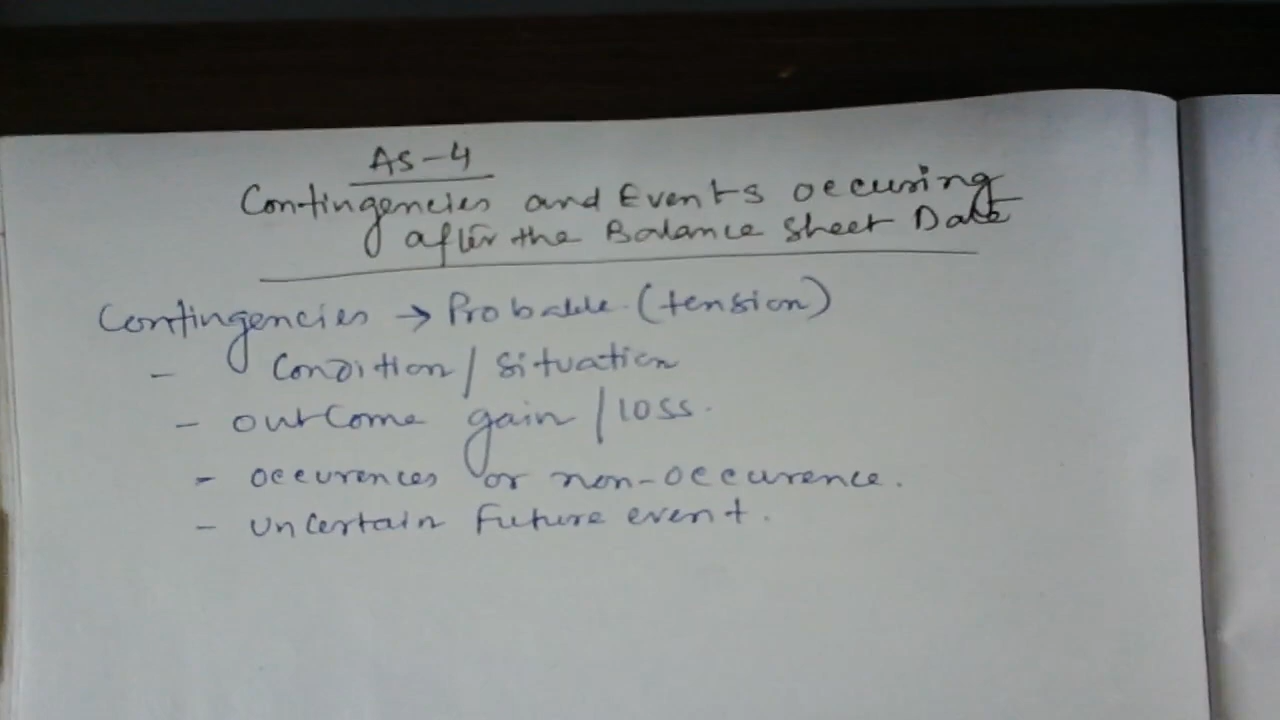 AS-4
Contingencies and Events occuring
after the Balance Sheet Date
Contingencies → Probable. (tension)
- Condition/situation
- outcome gain/loss.
- occurences or non-occurence.
- uncertain future event.